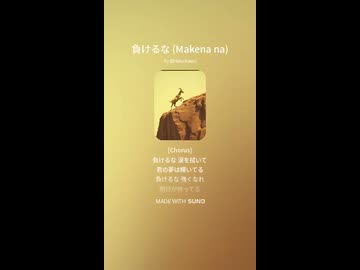 負けるな (Makena na)
[Chorus]
負けるな 涙を拭いて
君の夢は輝いてる
負けるな 強くなれ
明日が待ってる
MADE WITH SUNO